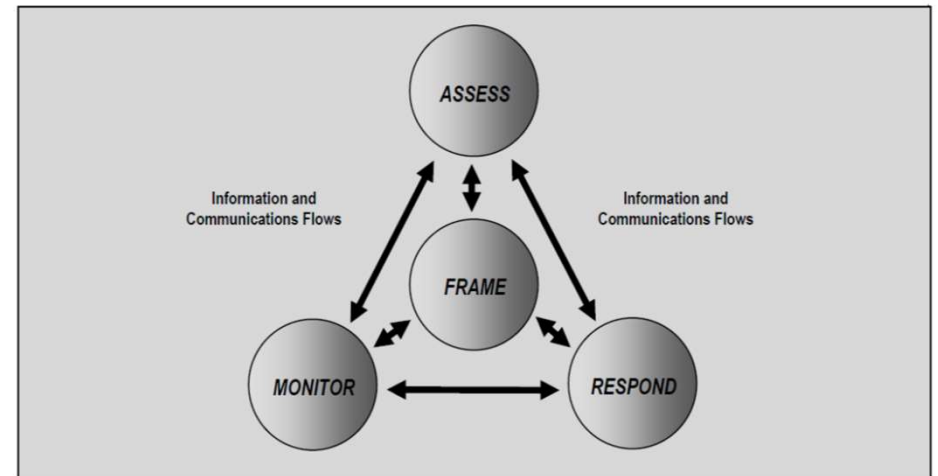 ASSESS
Information and
Communications Flows
Information and
Communications Flows
FRAME
MONITOR
RESPOND